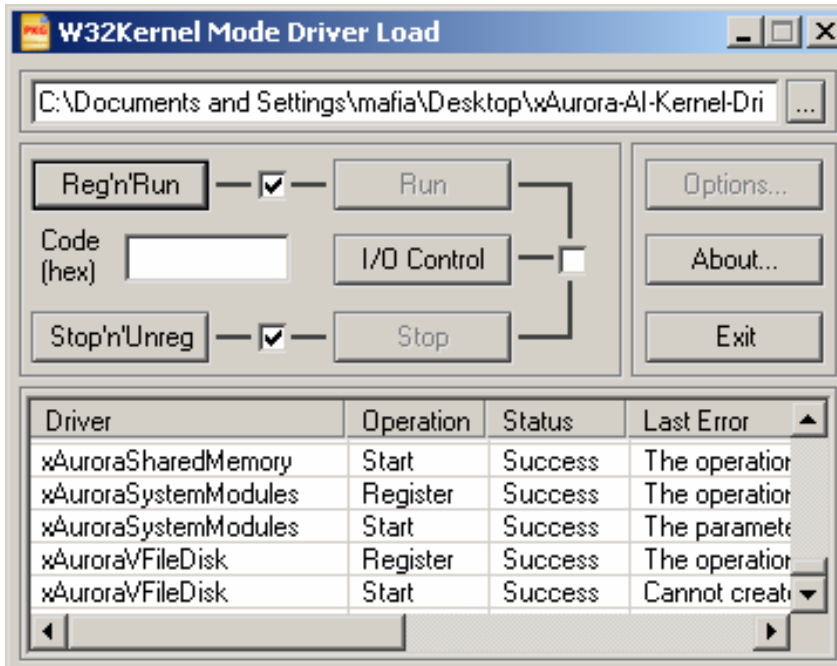 PKG
W32Kernel Mode Driver Load
C:\Documents and Settings\mafia\Desktop\xAurora-AI-Kernel-Dri ...
Reg'n'Run Run Options...
Code
(hex) I/O Control About...
Stop'n'Unreg Stop Exit
Driver Operation Status Last Error
xAuroraSharedMemory Start Success The operation
xAuroraSystemModules Register Success The operation
xAuroraSystemModules Start Success The paramete
xAuroraVFileDisk Register Success The operation
xAuroraVFileDisk Start Success Cannot creat